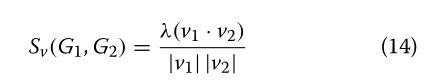 S_ν(G_1, G_2) = λ(ν_1 · ν_2) / |ν_1| |ν_2| (14)